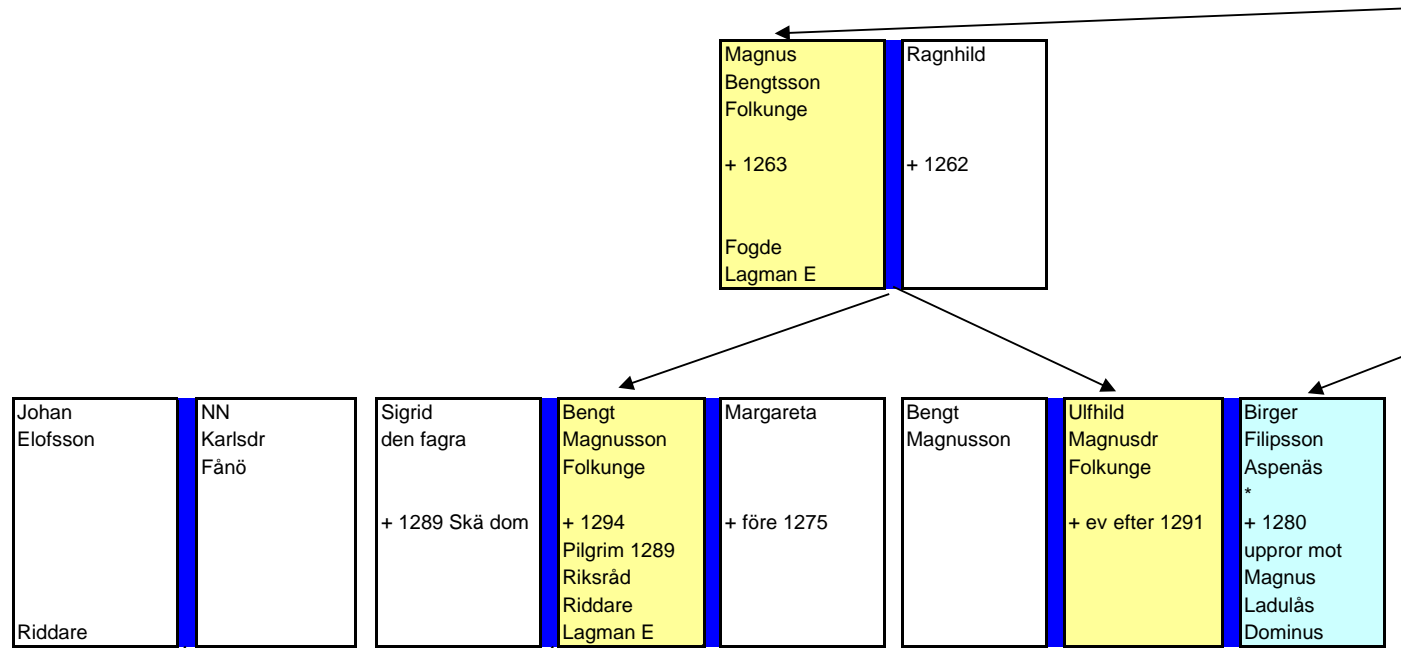 Magnus
Bengtsson
Folkunge
+ 1263
Fogde
Lagman E
Ragnhild
+ 1262
Johan
Elofsson
Riddare
NN
Karlsdr
Fånö
Sigrid
den fagra
+ 1289 Skä dom
Bengt
Magnusson
Folkunge
+ 1294
Pilgrim 1289
Riksråd
Riddare
Lagman E
Margareta
+ före 1275
Bengt
Magnusson
Ulfhild
Magnusdr
Folkunge
+ ev efter 1291
Birger
Filipsson
Aspenäs
*
+ 1280
uppror mot
Magnus
Ladulås
Dominus